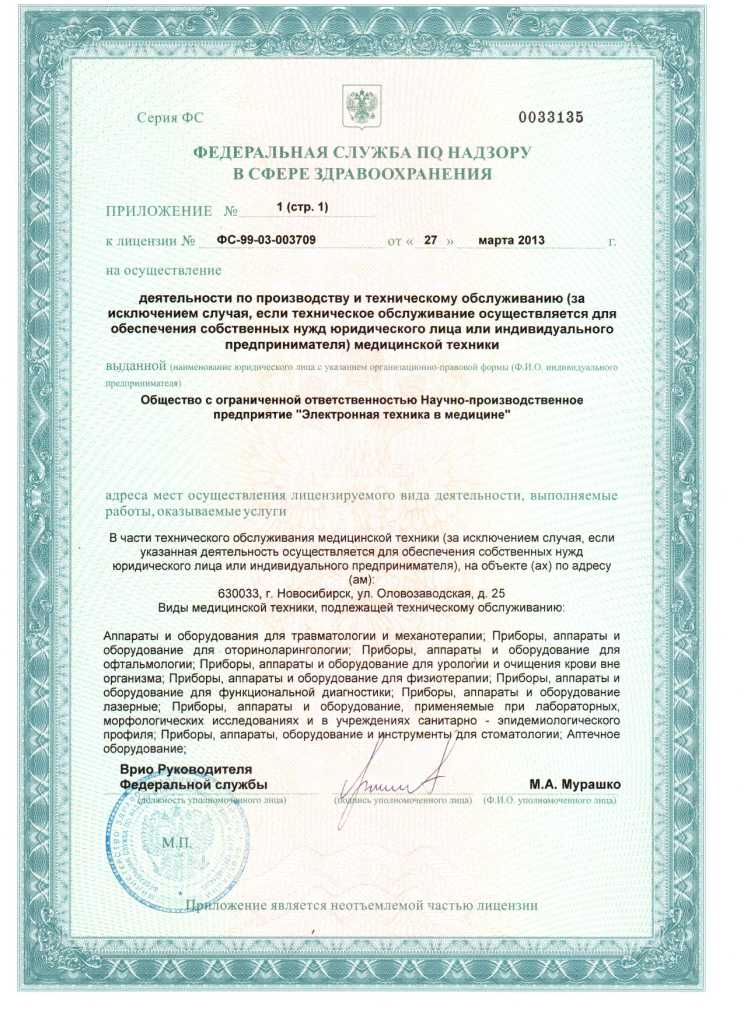 Серия ФС
0033135
ФЕДЕРАЛЬНАЯ СЛУЖБА ПО НАДЗОРУ
В СФЕРЕ ЗДРАВООХРАНЕНИЯ
ПРИЛОЖЕНИЕ № 1 (стр. 1)
к лицензии № ФС-99-03-003709 от « 27 » марта 2013 г.
на осуществление
деятельности по производству и техническому обслуживанию (за
исключением случая, если техническое обслуживание осуществляется для
обеспечения собственных нужд юридического лица или индивидуального
предпринимателя) медицинской техники
выданной (наименование юридического лица с указанием организационно-правовой формы (Ф.И.О. индивидуального
предпринимателя)
Общество с ограниченной ответственностью Научно-производственное
предприятие "Электронная техника в медицине"
адреса мест осуществления лицензируемого вида деятельности, выполняемые
работы, оказываемые услуги
В части технического обслуживания медицинской техники (за исключением случая, если
указанная деятельность осуществляется для обеспечения собственных нужд
юридического лица или индивидуального предпринимателя), на объекте (ах) по адресу
(ам):
630033, г. Новосибирск, ул. Оловозаводская, д. 25
Виды медицинской техники, подлежащей техническому обслуживанию:
Аппараты и оборудования для травматологии и механотерапии; Приборы, аппараты и
оборудование для оториноларингологии; Приборы, аппараты и оборудование для
офтальмологии; Приборы, аппараты и оборудование для урологии и очищения крови вне
организма; Приборы, аппараты и оборудование для физиотерапии; Приборы, аппараты и
оборудование для функциональной диагностики; Приборы, аппараты и оборудование
лазерные; Приборы, аппараты и оборудование, применяемые при лабораторных,
морфологических исследованиях и в учреждениях санитарно - эпидемиологического
профиля; Приборы, аппараты, оборудование и инструменты для стоматологии; Аптечное
оборудование;
Врио Руководителя
Федеральной службы
М.А. Мурашко
(должность уполномоченного лица) (подпись уполномоченного лица) (Ф.И.О. уполномоченного лица)
М.П.
Приложение является неотъемлемой частью лицензии